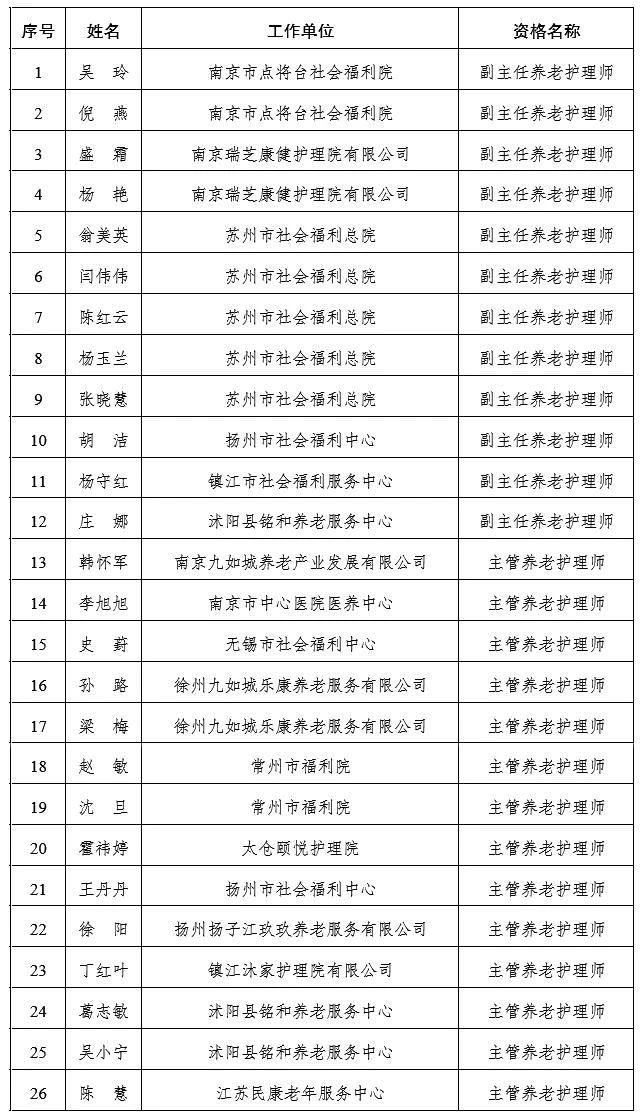 序号 姓名 工作单位 资格名称
1 吴 玲 南京市点将台社会福利院 副主任养老护理师
2 倪 燕 南京市点将台社会福利院 副主任养老护理师
3 盛 霜 南京瑞芝康健护理院有限公司 副主任养老护理师
4 杨 艳 南京瑞芝康健护理院有限公司 副主任养老护理师
5 翁美英 苏州市社会福利总院 副主任养老护理师
6 闫伟伟 苏州市社会福利总院 副主任养老护理师
7 陈红云 苏州市社会福利总院 副主任养老护理师
8 杨玉兰 苏州市社会福利总院 副主任养老护理师
9 张晓慧 苏州市社会福利总院 副主任养老护理师
10 胡 洁 扬州市社会福利中心 副主任养老护理师
11 杨守红 镇江市社会福利服务中心 副主任养老护理师
12 庄 娜 沭阳县铭和养老服务中心 副主任养老护理师
13 韩怀军 南京九如城养老产业发展有限公司 主管养老护理师
14 李旭旭 南京市中心医院医养中心 主管养老护理师
15 史 蔚 无锡市社会福利中心 主管养老护理师
16 孙 路 徐州九如城乐康养老服务有限公司 主管养老护理师
17 梁 梅 徐州九如城乐康养老服务有限公司 主管养老护理师
18 赵 敏 常州市福利院 主管养老护理师
19 沈 旦 常州市福利院 主管养老护理师
20 霍祎婷 太仓颐悦护理院 主管养老护理师
21 王丹丹 扬州市社会福利中心 主管养老护理师
22 徐 阳 扬州扬子江玖玖养老服务有限公司 主管养老护理师
23 丁红叶 镇江沐家护理院有限公司 主管养老护理师
24 葛志敏 沭阳县铭和养老服务中心 主管养老护理师
25 吴小宁 沭阳县铭和养老服务中心 主管养老护理师
26 陈 慧 江苏民康老年服务中心 主管养老护理师